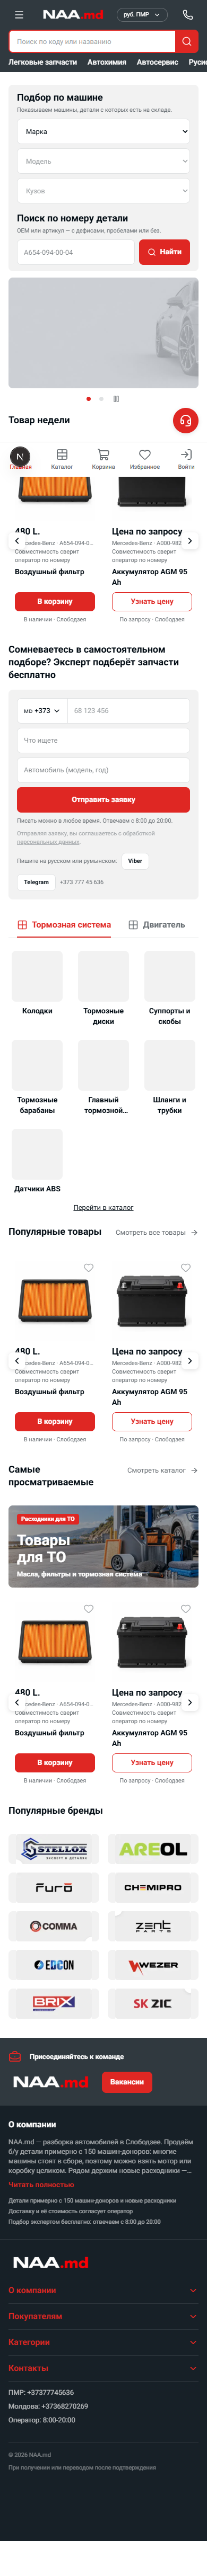 NAA.md
руб. ПМР
Поиск по коду или названию
Легковые запчасти Автохимия Автосервис Русик
Подбор по машине
Показываем машины, детали с которых есть на складе.
Марка
Модель
Кузов
Поиск по номеру детали
OEM или артикул — с дефисами, пробелами или без.
A654-094-00-04
Найти
Товар недели
N
Главная Каталог Корзина Избранное Войти
480 L.
Цена по запросу
cedes-Benz · A654-094-0...
Mercedes-Benz · A000-982
Совместимость сверит оператор по номеру
Совместимость сверит оператор по номеру
Воздушный фильтр
Аккумулятор AGM 95 Ah
В корзину
Узнать цену
В наличии · Слободзея
По запросу · Слободзея
Сомневаетесь в самостоятельном
подборе? Эксперт подберёт запчасти
бесплатно
MD +373
68 123 456
Что ищете
Автомобиль (модель, год)
Отправить заявку
Писать можно в любое время. Отвечаем с 8:00 до 20:00.
Отправляя заявку, вы соглашаетесь с обработкой
персональных данных.
Пишите на русском или румынском:
Viber
Telegram
+373 777 45 636
Тормозная система
Двигатель
Колодки
Тормозные диски
Суппорты и скобы
Тормозные барабаны
Главный тормозной...
Шланги и трубки
Датчики ABS
Перейти в каталог
Популярные товары
Смотреть все товары
480 L.
Цена по запросу
cedes-Benz · A654-094-0...
Mercedes-Benz · A000-982
Совместимость сверит оператор по номеру
Совместимость сверит оператор по номеру
Воздушный фильтр
Аккумулятор AGM 95 Ah
В корзину
Узнать цену
В наличии · Слободзея
По запросу · Слободзея
Самые
просматриваемые
Смотреть каталог
Расходники для ТО
Товары
для ТО
Масла, фильтры и тормозная система
480 L.
Цена по запросу
cedes-Benz · A654-094-0...
Mercedes-Benz · A000-982
Совместимость сверит оператор по номеру
Совместимость сверит оператор по номеру
Воздушный фильтр
Аккумулятор AGM 95 Ah
В корзину
Узнать цену
В наличии · Слободзея
По запросу · Слободзея
Популярные бренды
STELLOX
ЭКСПЕРТ В ДЕТАЛЯХ
AREOL
FURO
CHEMIPRO
COMMA
ZENT PARTS
EDCON
WEZER
BRIX
SK ZIC
Присоединяйтесь к команде
NAA.md
Вакансии
О компании
NAA.md — разборка автомобилей в Слободзее. Продаём
б/у детали примерно с 150 машин-доноров: многие
машины стоят в сборе, поэтому можно взять мотор или
коробку целиком. Рядом держим новые расходники —...
Читать полностью
Детали примерно с 150 машин-доноров и новые расходники
Доставку и её стоимость согласует оператор
Подбор экспертом бесплатно: отвечаем с 8:00 до 20:00
NAA.md
О компании
Покупателям
Категории
Контакты
ПМР: +37377745636
Молдова: +37368270269
Оператор: 8:00-20:00
© 2026 NAA.md
При получении или переводом после подтверждения